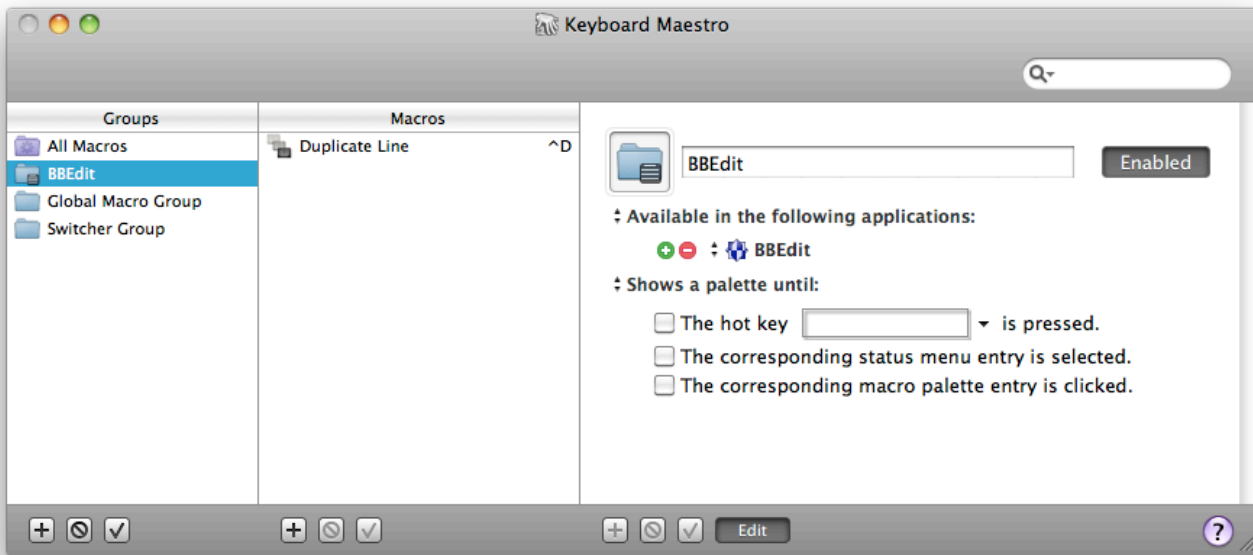 Keyboard Maestro
Groups
Macros
All Macros
BBEdit
Global Macro Group
Switcher Group
Duplicate Line ^D
BBEdit
Enabled
Available in the following applications:
BBEdit
Shows a palette until:
The hot key is pressed.
The corresponding status menu entry is selected.
The corresponding macro palette entry is clicked.
Edit
?